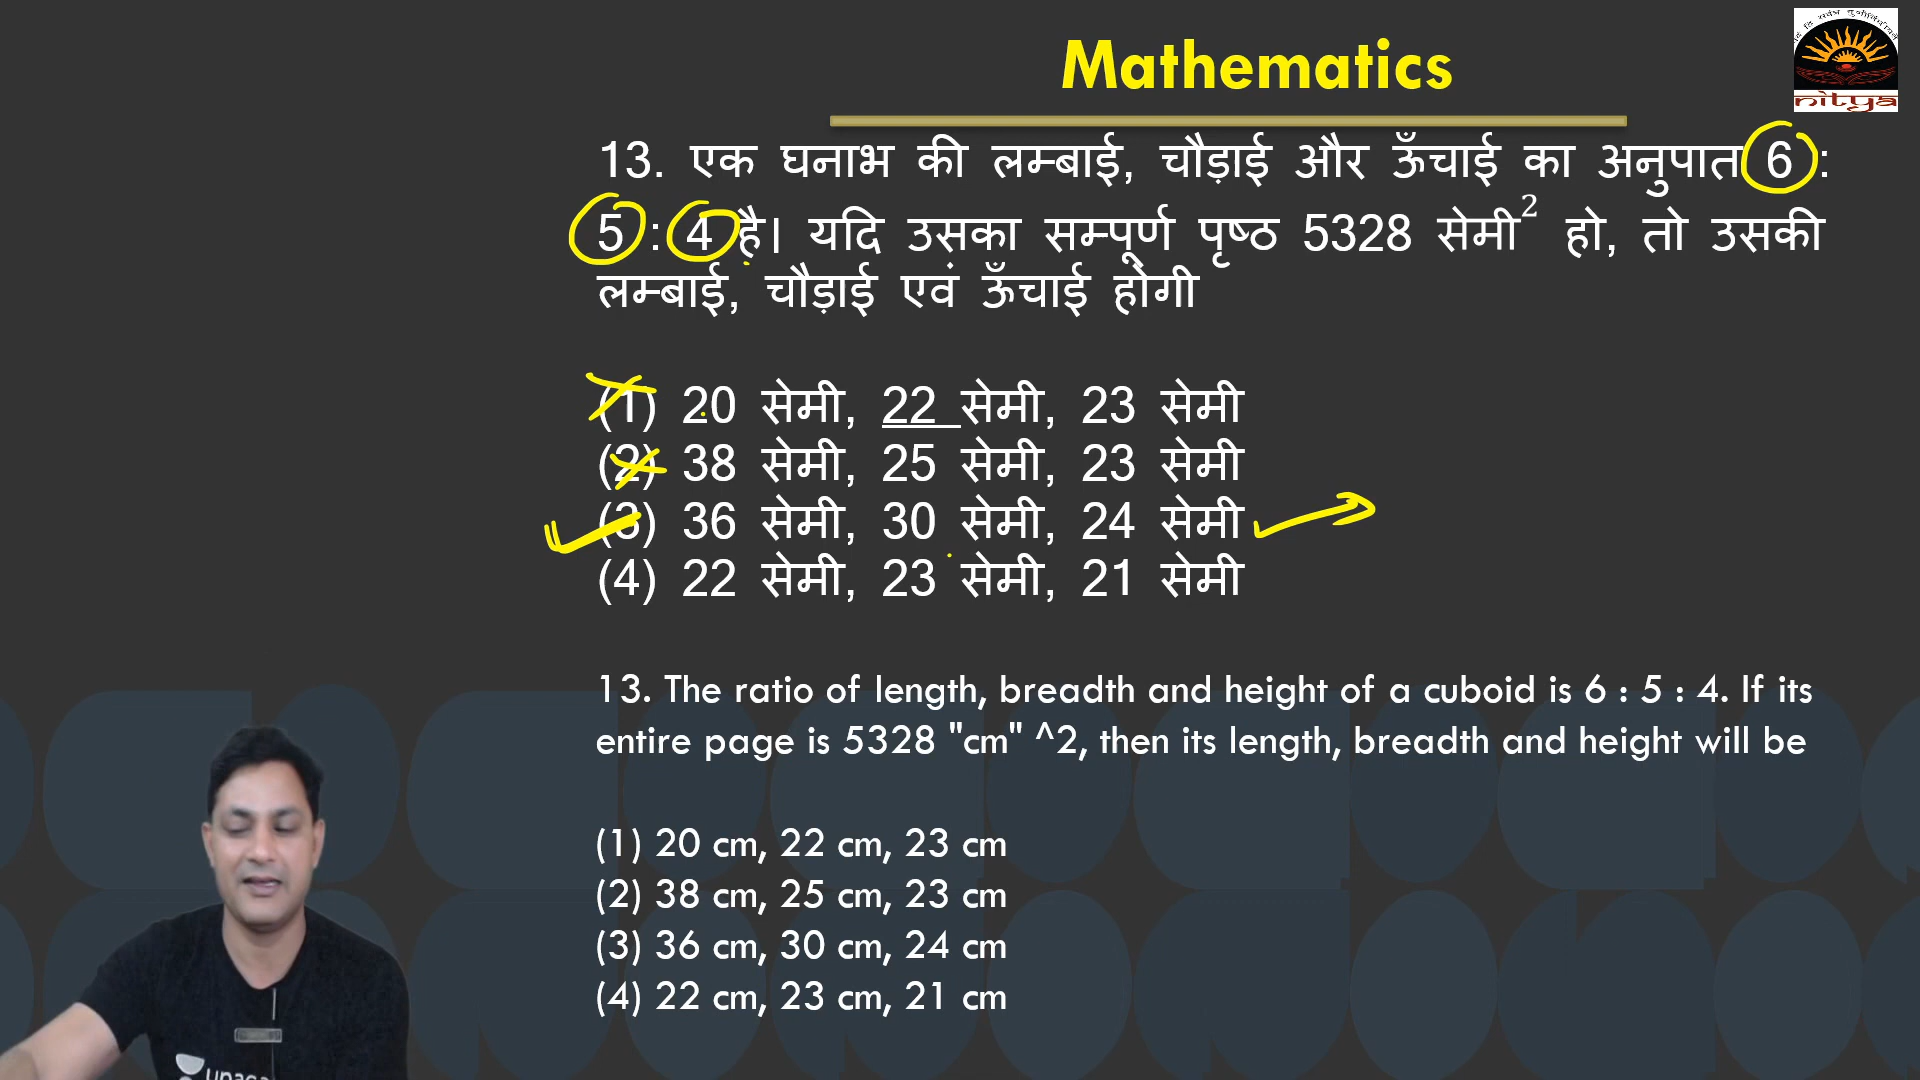 Mathematics
nitya
13. एक घनाभ की लम्बाई, चौड़ाई और ऊँचाई का अनुपात 6 :
5 : 4 है। यदि उसका सम्पूर्ण पृष्ठ 5328 सेमी² हो, तो उसकी
लम्बाई, चौड़ाई एवं ऊँचाई होगी
(1) 20 सेमी, 22 सेमी, 23 सेमी
(2) 38 सेमी, 25 सेमी, 23 सेमी
(3) 36 सेमी, 30 सेमी, 24 सेमी
(4) 22 सेमी, 23 सेमी, 21 सेमी
13. The ratio of length, breadth and height of a cuboid is 6 : 5 : 4. If its
entire page is 5328 "cm" ^2, then its length, breadth and height will be
(1) 20 cm, 22 cm, 23 cm
(2) 38 cm, 25 cm, 23 cm
(3) 36 cm, 30 cm, 24 cm
(4) 22 cm, 23 cm, 21 cm